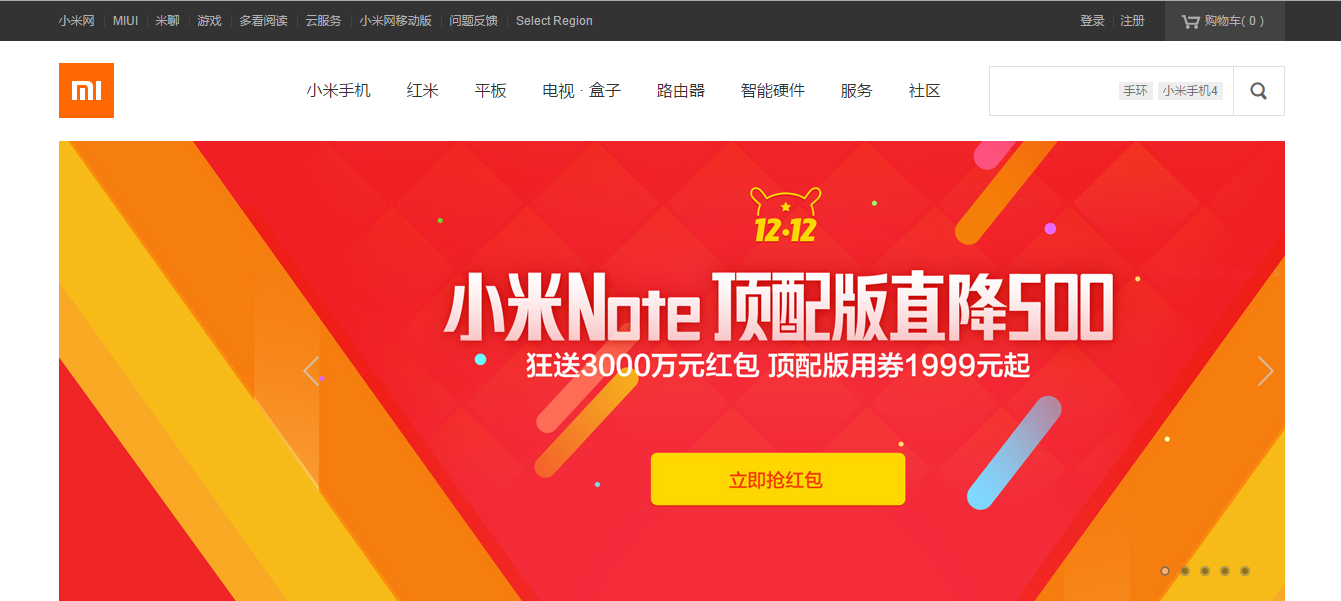 小米网 MIUI 米聊 游戏 多看阅读 云服务 小米网移动版 问题反馈 Select Region 登录 注册 购物车( 0 )
mi 小米手机 红米 平板 电视 · 盒子 路由器 智能硬件 服务 社区 手环 小米手机4
12·12
小米Note 顶配版直降500
狂送3000万元红包 顶配版用券1999元起
立即抢红包